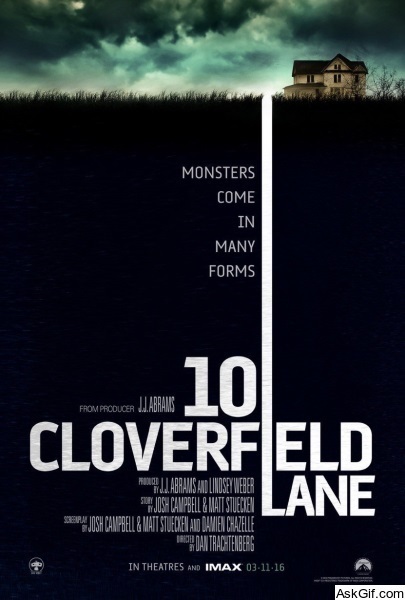 MONSTERS
COME
IN
MANY
FORMS
FROM PRODUCER J.J. ABRAMS
10
CLOVERFIELD
LANE
PRODUCED BY J.J. ABRAMS AND LINDSEY WEBER
STORY BY JOSH CAMPBELL & MATT STUECKEN
SCREENPLAY BY JOSH CAMPBELL & MATT STUECKEN AND DAMIEN CHAZELLE
DIRECTED BY DAN TRACHTENBERG
IN THEATRES AND IMAX 03-11-16
AskGif.com